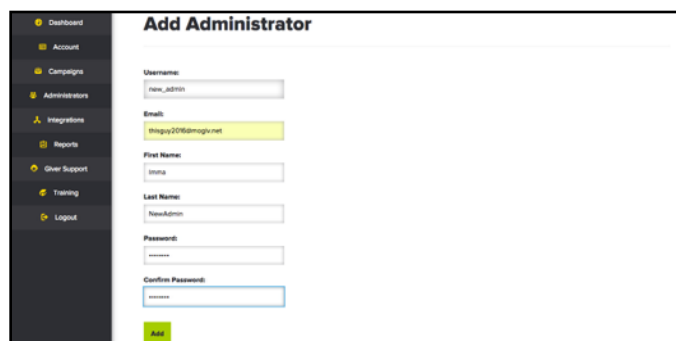 Dashboard
Account
Campaigns
Administrators
Integrations
Reports
Giver Support
Training
Logout
Add Administrator
Username:
new_admin
Email:
thisguy2016@mogiv.net
First Name:
Imma
Last Name:
NewAdmin
Password:
••••••••
Confirm Password:
••••••••
Add